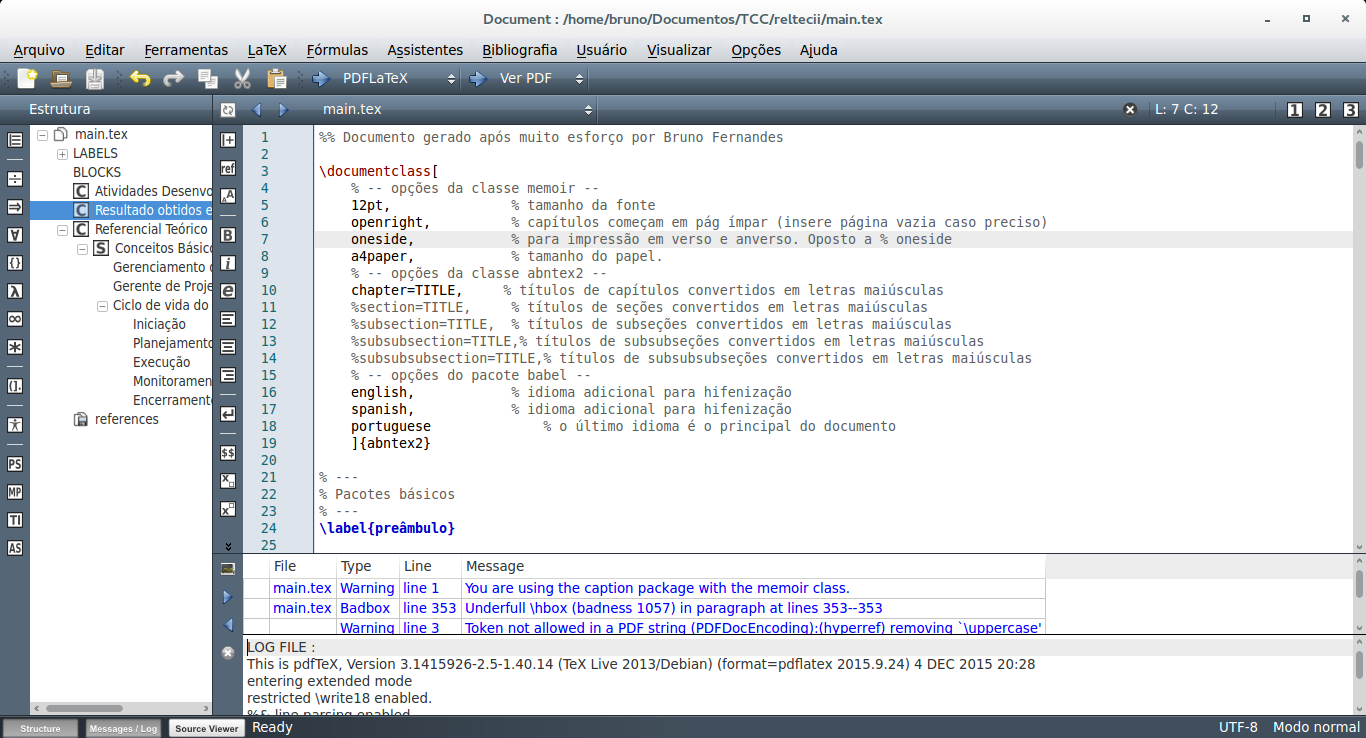 Document : /home/bruno/Documentos/TCC/reltecii/main.tex
Arquivo Editar Ferramentas LaTeX Fórmulas Assistentes Bibliografia Usuário Visualizar Opções Ajuda
PDFLaTeX Ver PDF
Estrutura main.tex L: 7 C: 12 1 2 3
main.tex
LABELS
BLOCKS
C Atividades Desenvo
C Resultado obtidos e
C Referencial Teórico
S Conceitos Básico
Gerenciamento
Gerente de Proje
Ciclo de vida do
Iniciação
Planejamento
Execução
Monitoramen
Encerramento
references
ref
B
i
e
$$
PS
MP
TI
AS
1 %% Documento gerado após muito esforço por Bruno Fernandes
2
3 \documentclass[
4 % -- opções da classe memoir --
5 12pt, % tamanho da fonte
6 openright, % capítulos começam em pág ímpar (insere página vazia caso preciso)
7 oneside, % para impressão em verso e anverso. Oposto a % oneside
8 a4paper, % tamanho do papel.
9 % -- opções da classe abntex2 --
10 chapter=TITLE, % títulos de capítulos convertidos em letras maiúsculas
11 %section=TITLE, % títulos de seções convertidos em letras maiúsculas
12 %subsection=TITLE, % títulos de subseções convertidos em letras maiúsculas
13 %subsubsection=TITLE,% títulos de subsubseções convertidos em letras maiúsculas
14 %subsubsubsection=TITLE,% títulos de subsubsubseções convertidos em letras maiúsculas
15 % -- opções do pacote babel --
16 english, % idioma adicional para hifenização
17 spanish, % idioma adicional para hifenização
18 portuguese % o último idioma é o principal do documento
19 ]{abntex2}
20
21 % ---
22 % Pacotes básicos
23 % ---
24 \label{preâmbulo}
25
File Type Line Message
main.tex Warning line 1 You are using the caption package with the memoir class.
main.tex Badbox line 353 Underfull \hbox (badness 1057) in paragraph at lines 353--353
Warning line 3 Token not allowed in a PDF string (PDFDocEncoding):(hyperref) removing `\uppercase'
LOG FILE :
This is pdfTeX, Version 3.1415926-2.5-1.40.14 (TeX Live 2013/Debian) (format=pdflatex 2015.9.24) 4 DEC 2015 20:28
entering extended mode
restricted \write18 enabled.
%&-line parsing enabled.
Structure Messages / Log Source Viewer Ready UTF-8 Modo normal